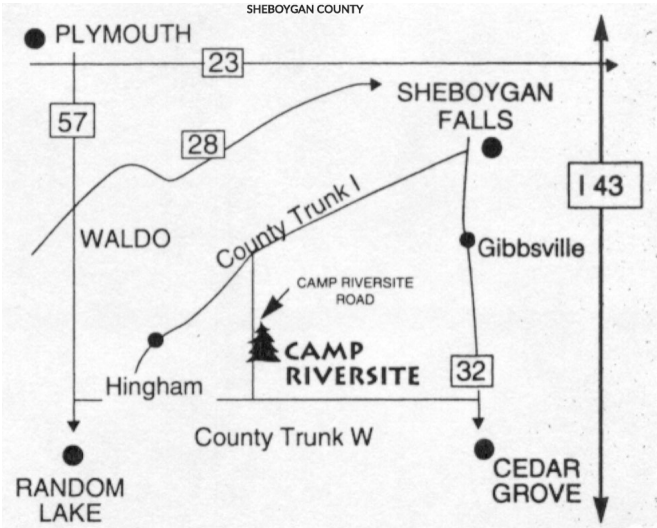 SHEBOYGAN COUNTY
PLYMOUTH
23
SHEBOYGAN
FALLS
57
28
I 43
County Trunk I
WALDO
Gibbsville
CAMP RIVERSITE
ROAD
CAMP
RIVERSITE
32
Hingham
County Trunk W
RANDOM
LAKE
CEDAR
GROVE